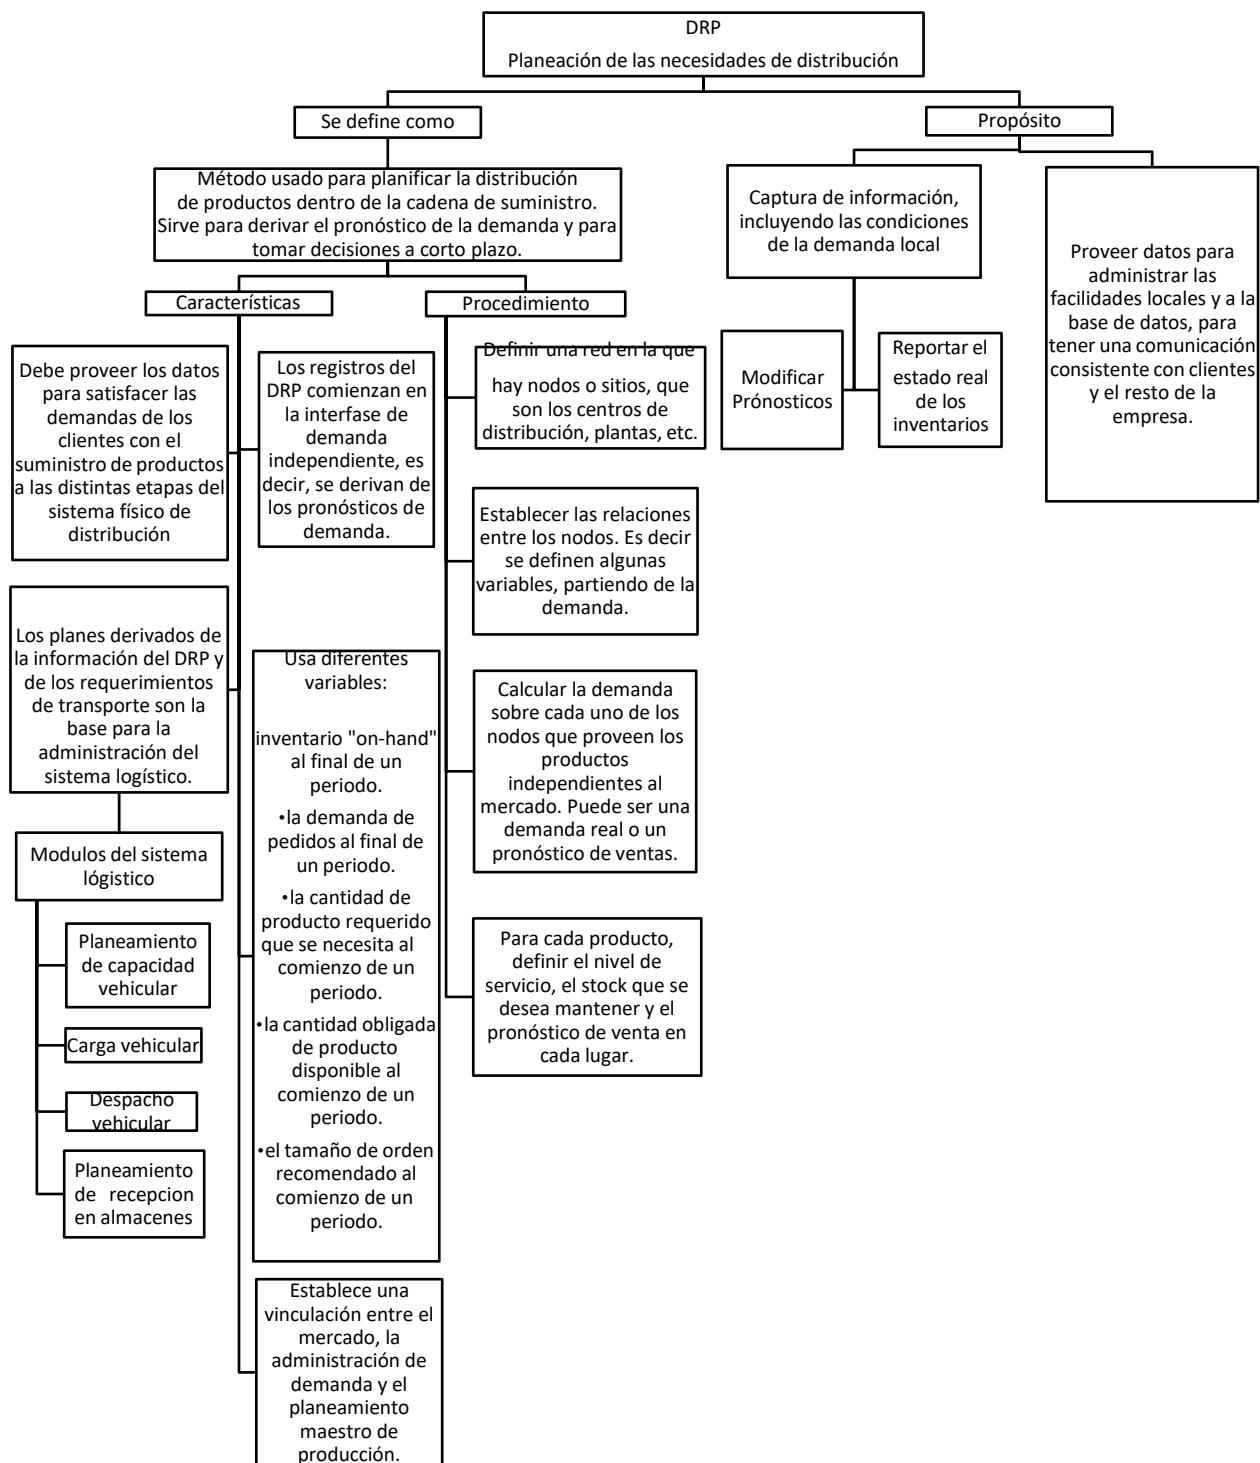 DRP
Planeación de las necesidades de distribución
Se define como
Propósito
Método usado para planificar la distribución
de productos dentro de la cadena de suministro.
Sirve para derivar el pronóstico de la demanda y para
tomar decisiones a corto plazo.
Captura de información,
incluyendo las condiciones
de la demanda local
Proveer datos para
administrar las
facilidades locales y a la
base de datos, para
tener una comunicación
consistente con clientes
y el resto de la
empresa.
Modificar
Prónosticos
Reportar el
estado real
de los
inventarios
Características
Procedimiento
Debe proveer los datos
para satisfacer las
demandas de los
clientes con el
suministro de productos
a las distintas etapas del
sistema físico de
distribución
Los registros del
DRP comienzan en
la interfase de
demanda
independiente, es
decir, se derivan de
los pronósticos de
demanda.
Los planes derivados de
la información del DRP y
de los requerimientos
de transporte son la
base para la
administración del
sistema logístico.
Modulos del sistema
lógistico
Planeamiento
de capacidad
vehicular
Carga vehicular
Despacho
vehicular
Planeamiento
de recepcion
en almacenes
Usa diferentes
variables:
inventario "on-hand"
al final de un
periodo.
•la demanda de
pedidos al final de
un periodo.
•la cantidad de
producto requerido
que se necesita al
comienzo de un
periodo.
•la cantidad obligada
de producto
disponible al
comienzo de un
periodo.
•el tamaño de orden
recomendado al
comienzo de un
periodo.
Establece una
vinculación entre el
mercado, la
administración de
demanda y el
planeamiento
maestro de
producción.
Definir una red en la que
hay nodos o sitios, que
son los centros de
distribución, plantas, etc.
Establecer las relaciones
entre los nodos. Es decir
se definen algunas
variables, partiendo de la
demanda.
Calcular la demanda
sobre cada uno de los
nodos que proveen los
productos
independientes al
mercado. Puede ser una
demanda real o un
pronóstico de ventas.
Para cada producto,
definir el nivel de
servicio, el stock que se
desea mantener y el
pronóstico de venta en
cada lugar.